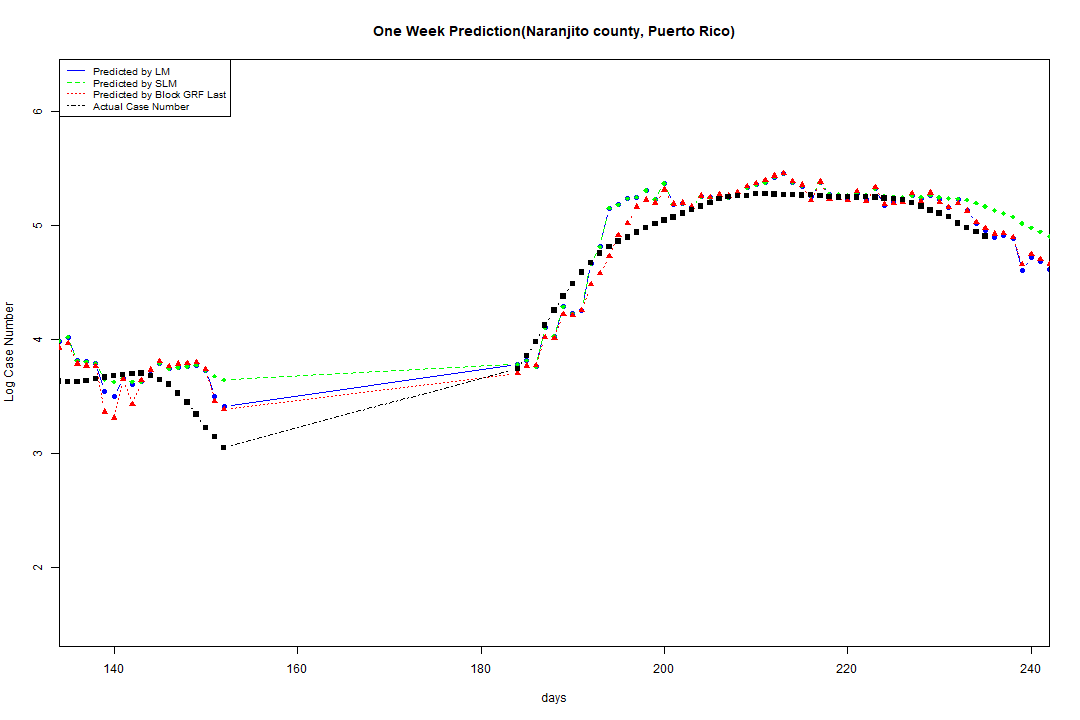 One Week Prediction(Naranjito county, Puerto Rico)
Predicted by LM
Predicted by SLM
Predicted by Block GRF Last
Actual Case Number
6
5
4
3
2
Log Case Number
140 160 180 200 220 240
days